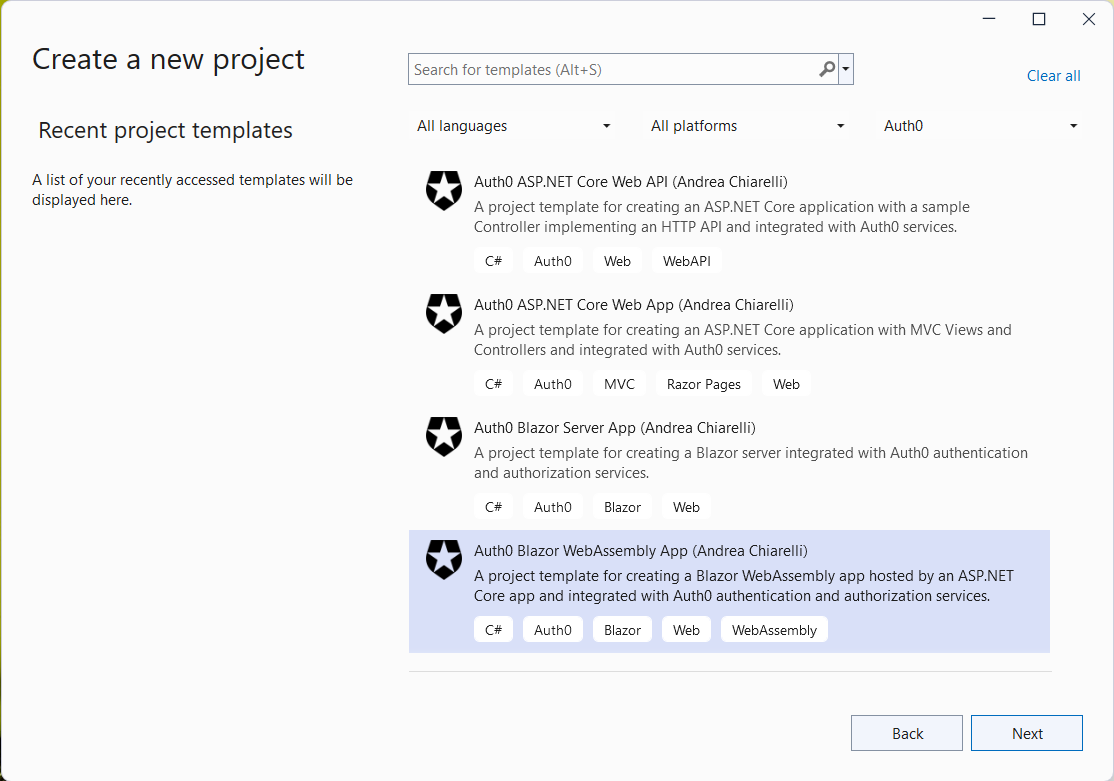 Create a new project
Search for templates (Alt+S)
Clear all
Recent project templates
A list of your recently accessed templates will be
displayed here.
All languages
All platforms
Auth0
Auth0 ASP.NET Core Web API (Andrea Chiarelli)
A project template for creating an ASP.NET Core application with a sample
Controller implementing an HTTP API and integrated with Auth0 services.
C# Auth0 Web WebAPI
Auth0 ASP.NET Core Web App (Andrea Chiarelli)
A project template for creating an ASP.NET Core application with MVC Views and
Controllers and integrated with Auth0 services.
C# Auth0 MVC Razor Pages Web
Auth0 Blazor Server App (Andrea Chiarelli)
A project template for creating a Blazor server integrated with Auth0 authentication
and authorization services.
C# Auth0 Blazor Web
Auth0 Blazor WebAssembly App (Andrea Chiarelli)
A project template for creating a Blazor WebAssembly app hosted by an ASP.NET
Core app and integrated with Auth0 authentication and authorization services.
C# Auth0 Blazor Web WebAssembly
Back
Next